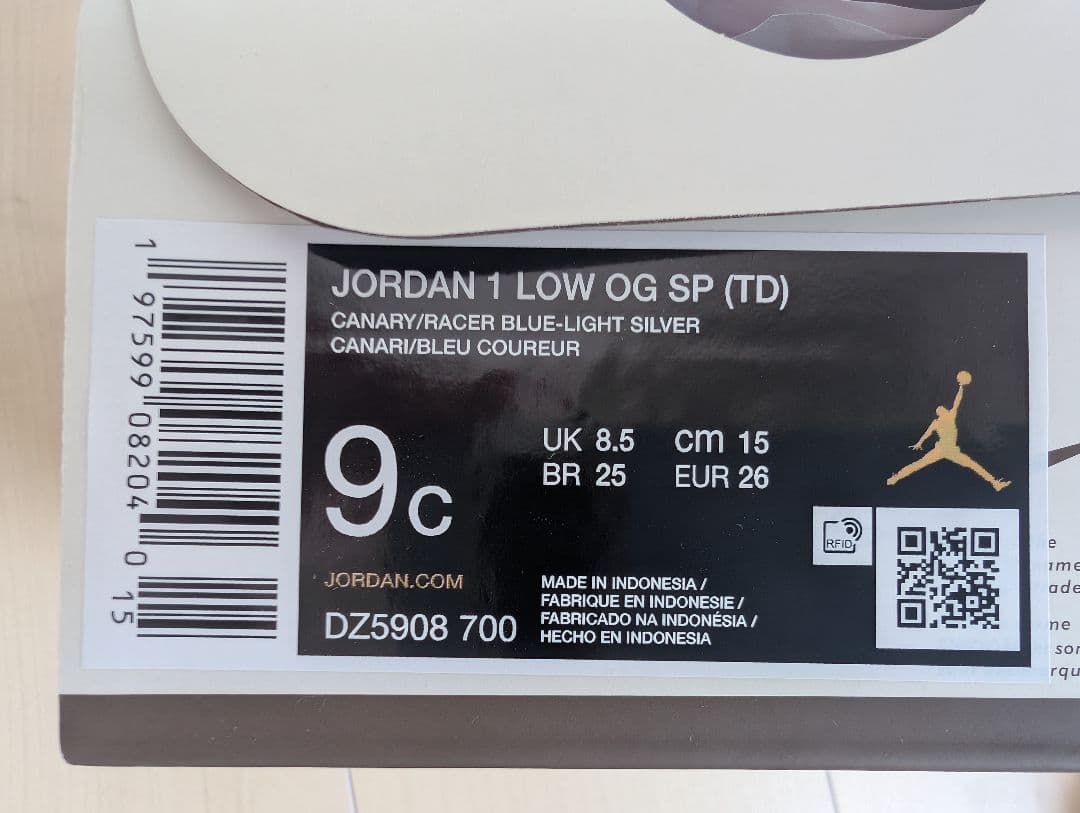 1 97599 08204 0 15
JORDAN 1 LOW OG SP (TD)
CANARY/RACER BLUE-LIGHT SILVER
CANARI/BLEU COUREUR
9c
UK 8.5 cm 15
BR 25 EUR 26
RFID
JORDAN.COM
DZ5908 700
MADE IN INDONESIA /
FABRIQUE EN INDONESIE /
FABRICADO NA INDONÉSIA /
HECHO EN INDONESIA